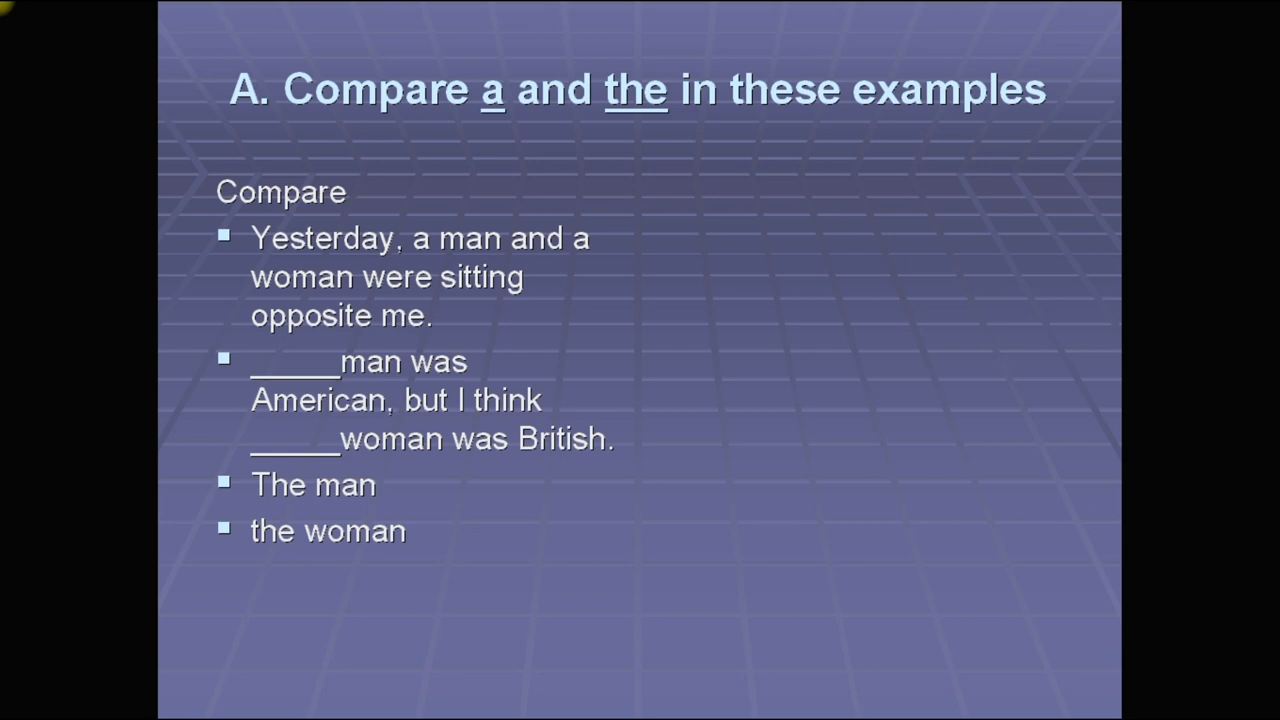 A. Compare a and the in these examples
Compare
Yesterday, a man and a
woman were sitting
opposite me.
_____man was
American, but I think
_____woman was British.
The man
the woman